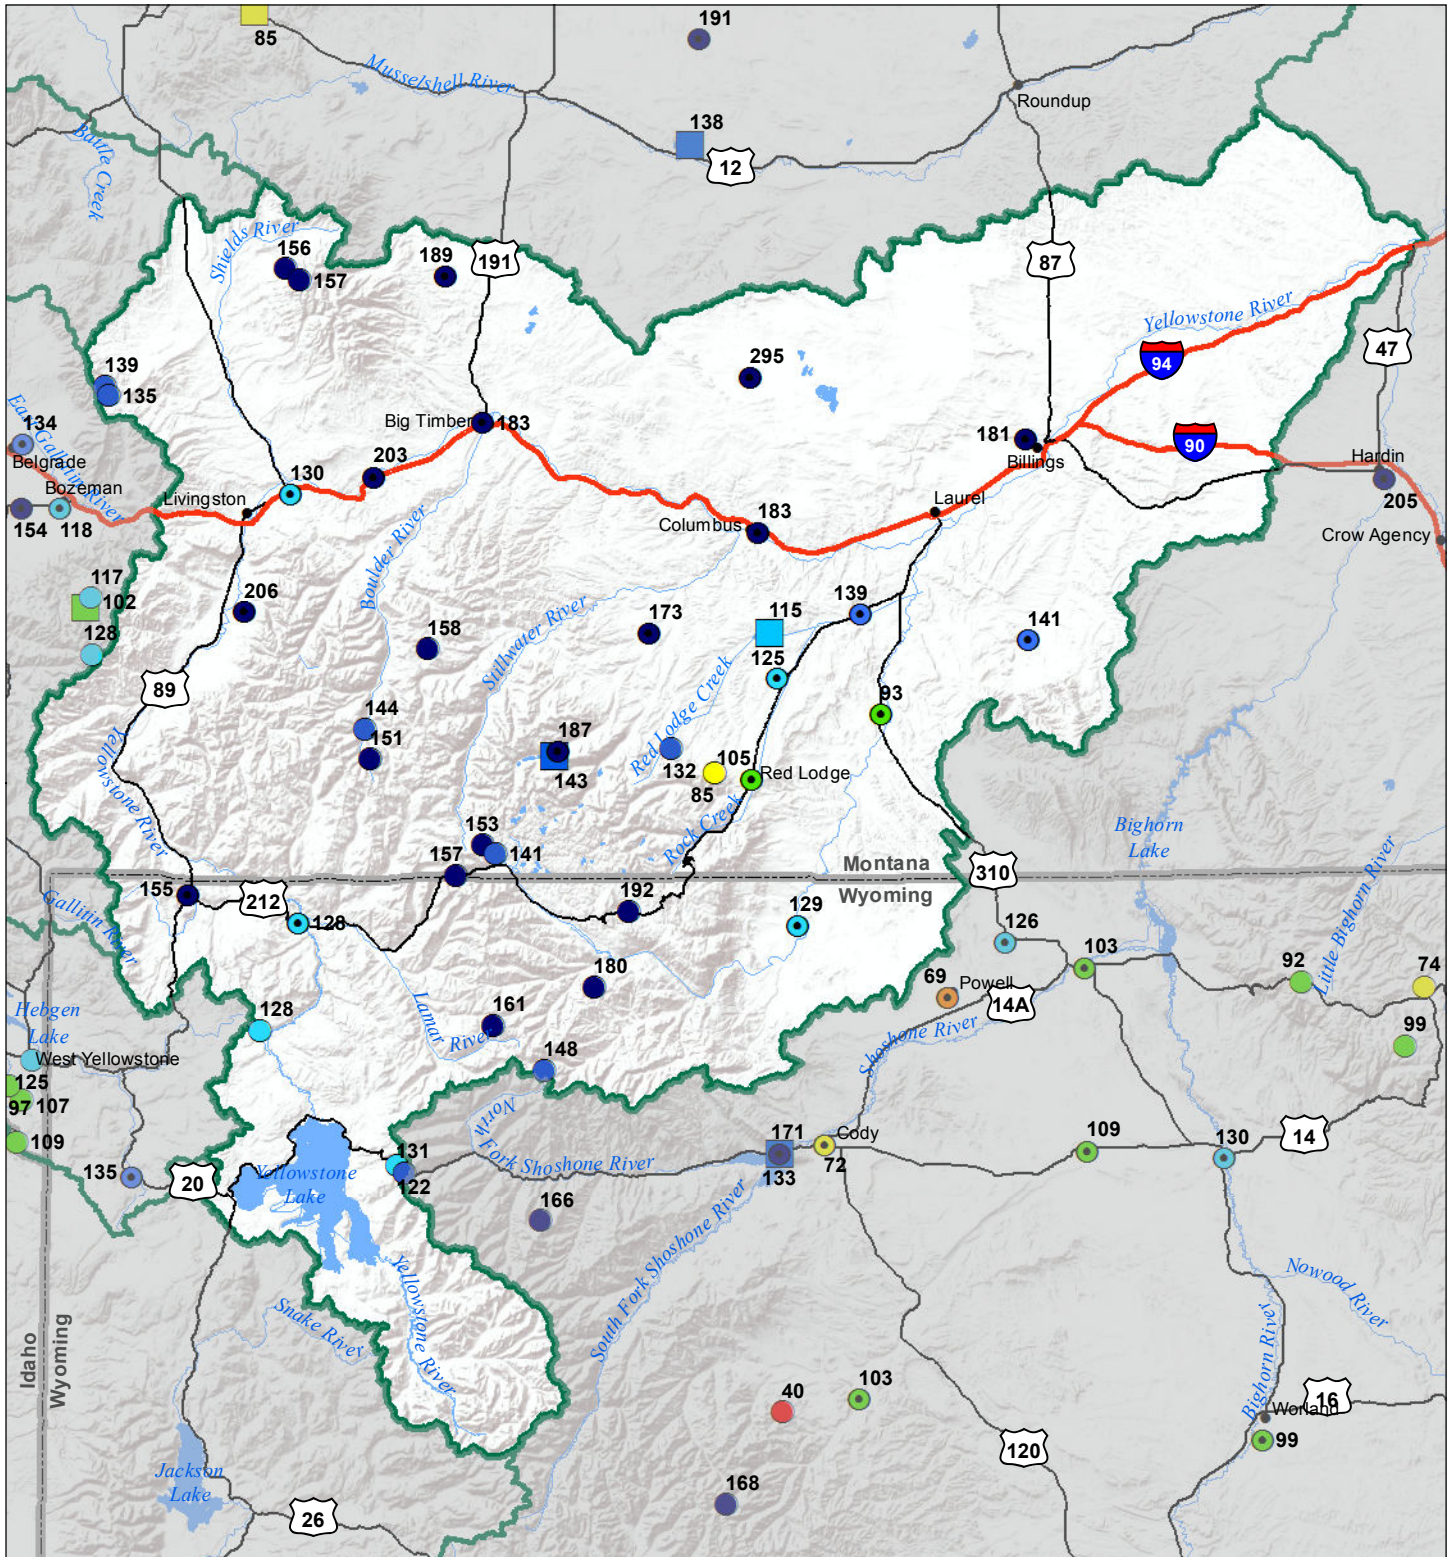 85
191
Musselshell River
Roundup
138
12
Battle Creek
Shields River
156
157
189
191
87
Yellowstone River
94
47
139
135
295
East Gallitin River
134
Belgrade
Big Timber
183
181
Billings
90
Hardin
205
203
130
Bozeman
Livingston
154
118
Laurel
Columbus
183
Crow Agency
Boulder River
117
102
128
206
158
Stillwater River
173
115
139
141
125
89
Red Lodge Creek
93
144
151
187
143
132
105
85
Red Lodge
Yellowstone River
Rock Creek
153
141
157
Bighorn
Lake
Montana
Wyoming
310
Little Bighorn River
155
212
Gallitin River
128
192
129
126
103
92
74
180
69
Powell
14A
Lamar River
161
Hebgen
Lake
128
148
Shoshone River
99
West Yellowstone
125
97
107
109
North
Fork Shoshone River
171
133
Cody
72
109
130
14
135
20
131
122
Yellowstone
Lake
166
South Fork Shoshone River
Yellowstone River
Nowood River
Snake River
Idaho
Wyoming
Bighorn River
40
103
16
Worland
99
120
Jackson
Lake
168
26